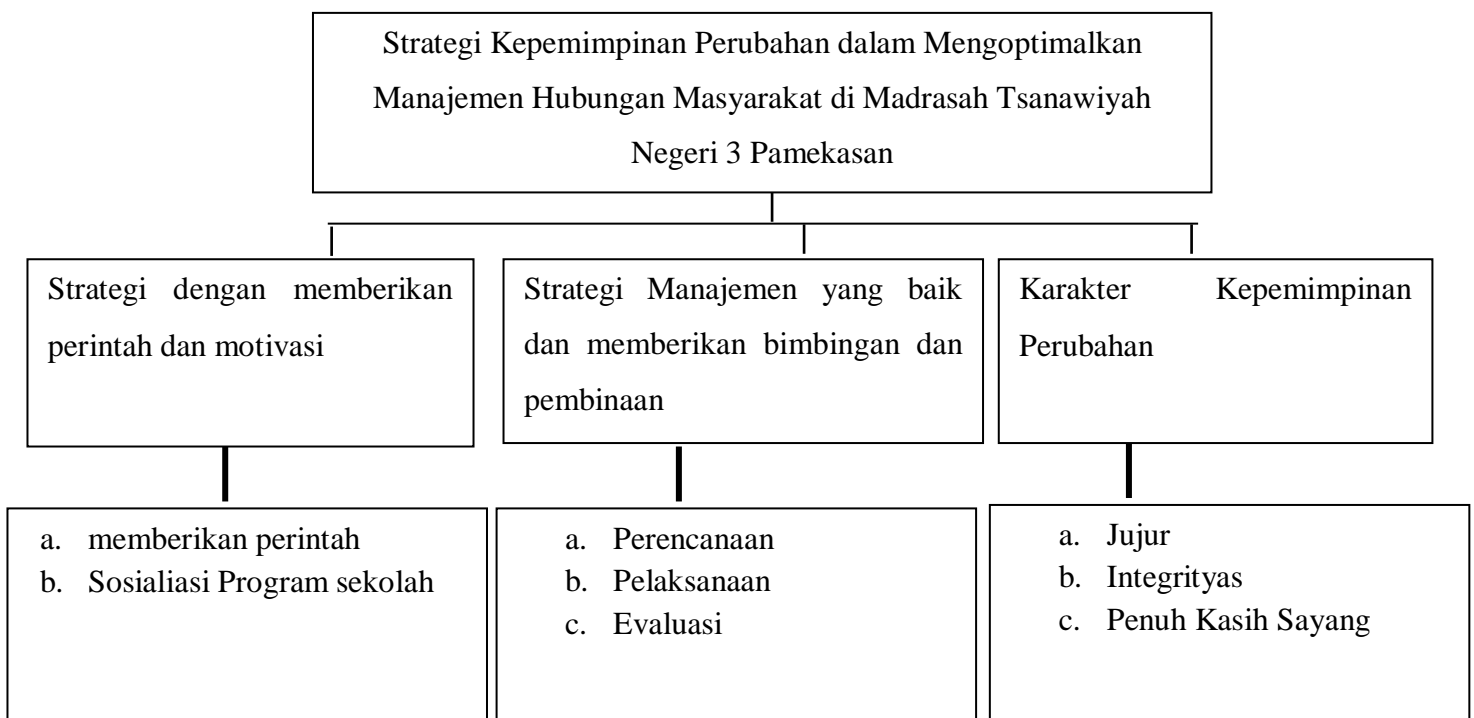 Strategi Kepemimpinan Perubahan dalam Mengoptimalkan
Manajemen Hubungan Masyarakat di Madrasah Tsanawiyah
Negeri 3 Pamekasan
Strategi dengan memberikan
perintah dan motivasi
Strategi Manajemen yang baik
dan memberikan bimbingan dan
pembinaan
Karakter Kepemimpinan
Perubahan
a. memberikan perintah
b. Sosialiasi Program sekolah
a. Perencanaan
b. Pelaksanaan
c. Evaluasi
a. Jujur
b. Integrityas
c. Penuh Kasih Sayang